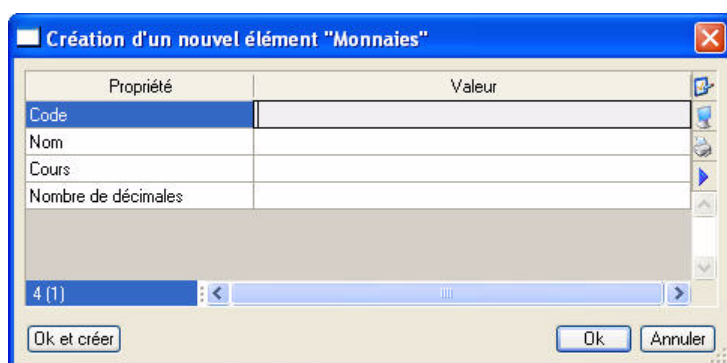 Création d'un nouvel élément "Monnaies"
Propriété Valeur
Code
Nom
Cours
Nombre de décimales
4 (1)
Ok et créer Ok Annuler